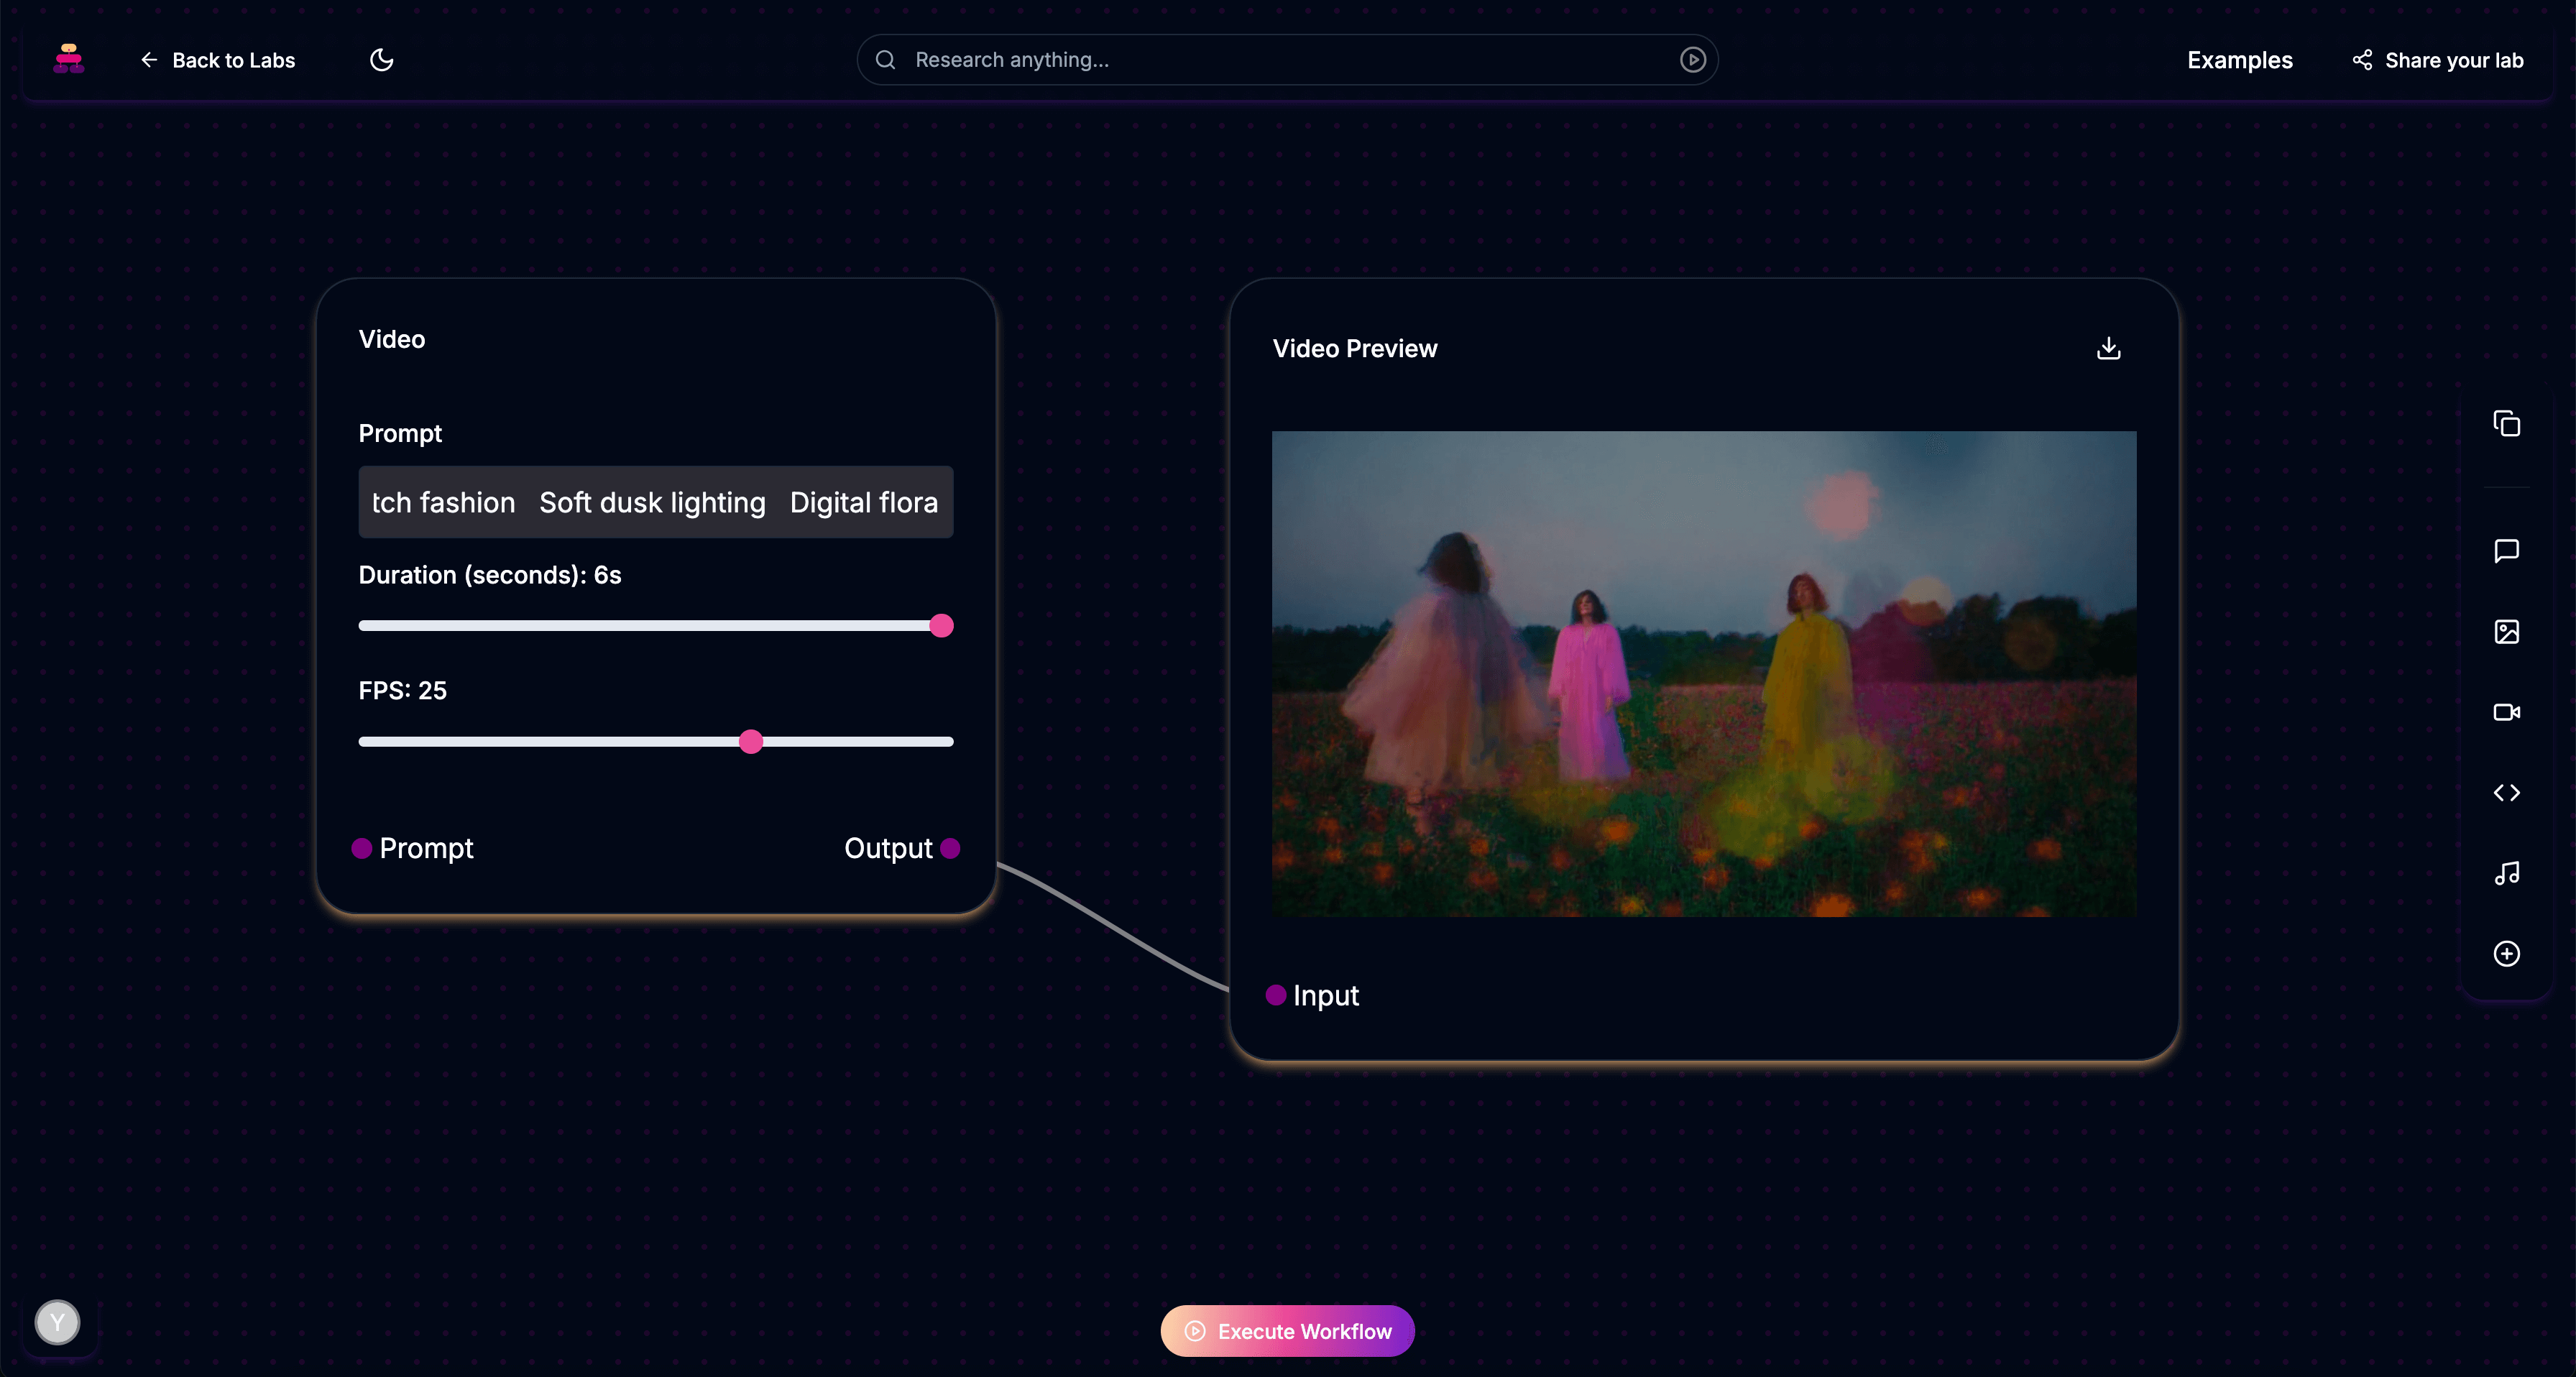 Back to Labs
Research anything...
Examples
Share your lab
Video
Prompt
tch fashion Soft dusk lighting Digital flora
Duration (seconds): 6s
FPS: 25
Prompt
Output
Video Preview
Input
Y
Execute Workflow